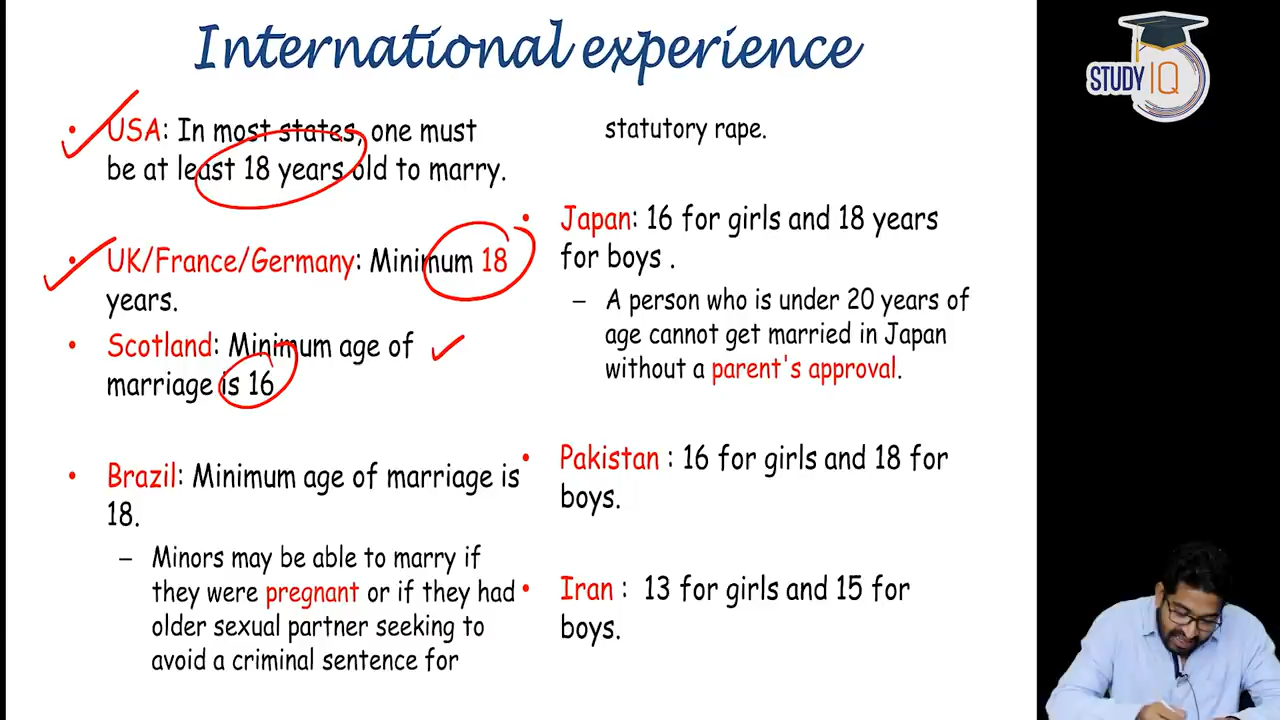 International experience
• USA: In most states, one must
be at least 18 years old to marry.
• UK/France/Germany: Minimum 18
years.
• Scotland: Minimum age of
marriage is 16
• Brazil: Minimum age of marriage is
18.
– Minors may be able to marry if
they were pregnant or if they had
older sexual partner seeking to
avoid a criminal sentence for
statutory rape.
• Japan: 16 for girls and 18 years
for boys .
– A person who is under 20 years of
age cannot get married in Japan
without a parent's approval.
• Pakistan : 16 for girls and 18 for
boys.
• Iran : 13 for girls and 15 for
boys.
STUDY IQ